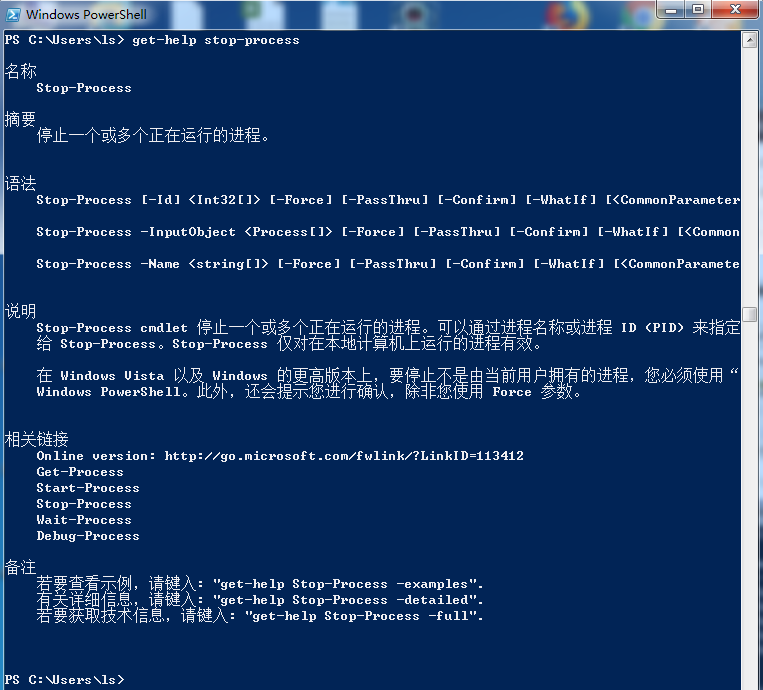 Windows PowerShell
PS C:\Users\ls> get-help stop-process
名称
Stop-Process
摘要
停止一个或多个正在运行的进程。
语法
Stop-Process [-Id] <Int32[]> [-Force] [-PassThru] [-Confirm] [-WhatIf] [<CommonParameter
Stop-Process -InputObject <Process[]> [-Force] [-PassThru] [-Confirm] [-WhatIf] [<Common
Stop-Process -Name <string[]> [-Force] [-PassThru] [-Confirm] [-WhatIf] [<CommonParamete
说明
Stop-Process cmdlet 停止一个或多个正在运行的进程。可以通过进程名称或进程 ID (PID) 来指定
给 Stop-Process。Stop-Process 仅对在本地计算机上运行的进程有效。
在 Windows Vista 以及 Windows 的更高版本上，要停止不是由当前用户拥有的进程，您必须使用“
Windows PowerShell。此外，还会提示您进行确认，除非您使用 Force 参数。
相关链接
Online version: http://go.microsoft.com/fwlink/?LinkID=113412
Get-Process
Start-Process
Stop-Process
Wait-Process
Debug-Process
备注
若要查看示例，请键入: "get-help Stop-Process -examples".
有关详细信息，请键入: "get-help Stop-Process -detailed".
若要获取技术信息，请键入: "get-help Stop-Process -full".
PS C:\Users\ls>